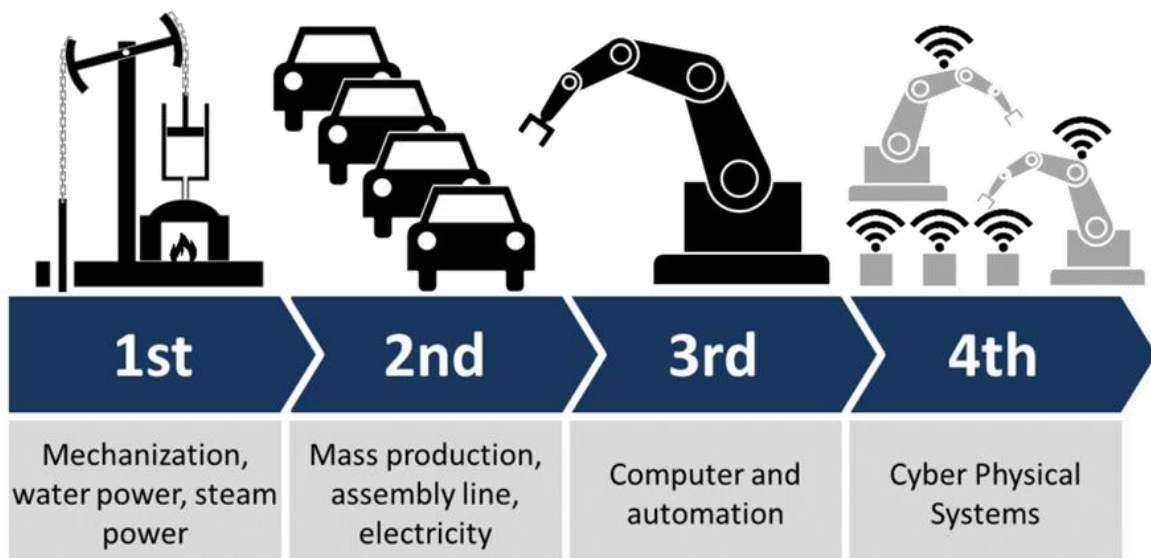 1st
2nd
3rd
4th
Mechanization,
water power, steam
power
Mass production,
assembly line,
electricity
Computer and
automation
Cyber Physical
Systems